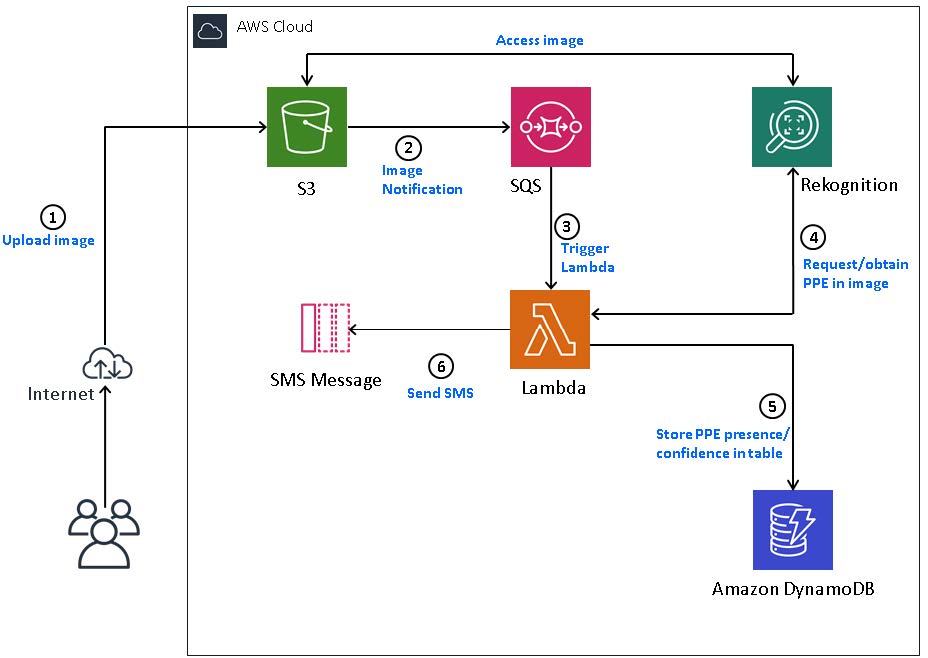 AWS Cloud
Access image
S3
2
Image
Notification
SQS
Rekognition
1
Upload image
3
Trigger
Lambda
4
Request/obtain
PPE in image
SMS Message
6
Send SMS
Lambda
Internet
5
Store PPE presence/
confidence in table
Amazon DynamoDB